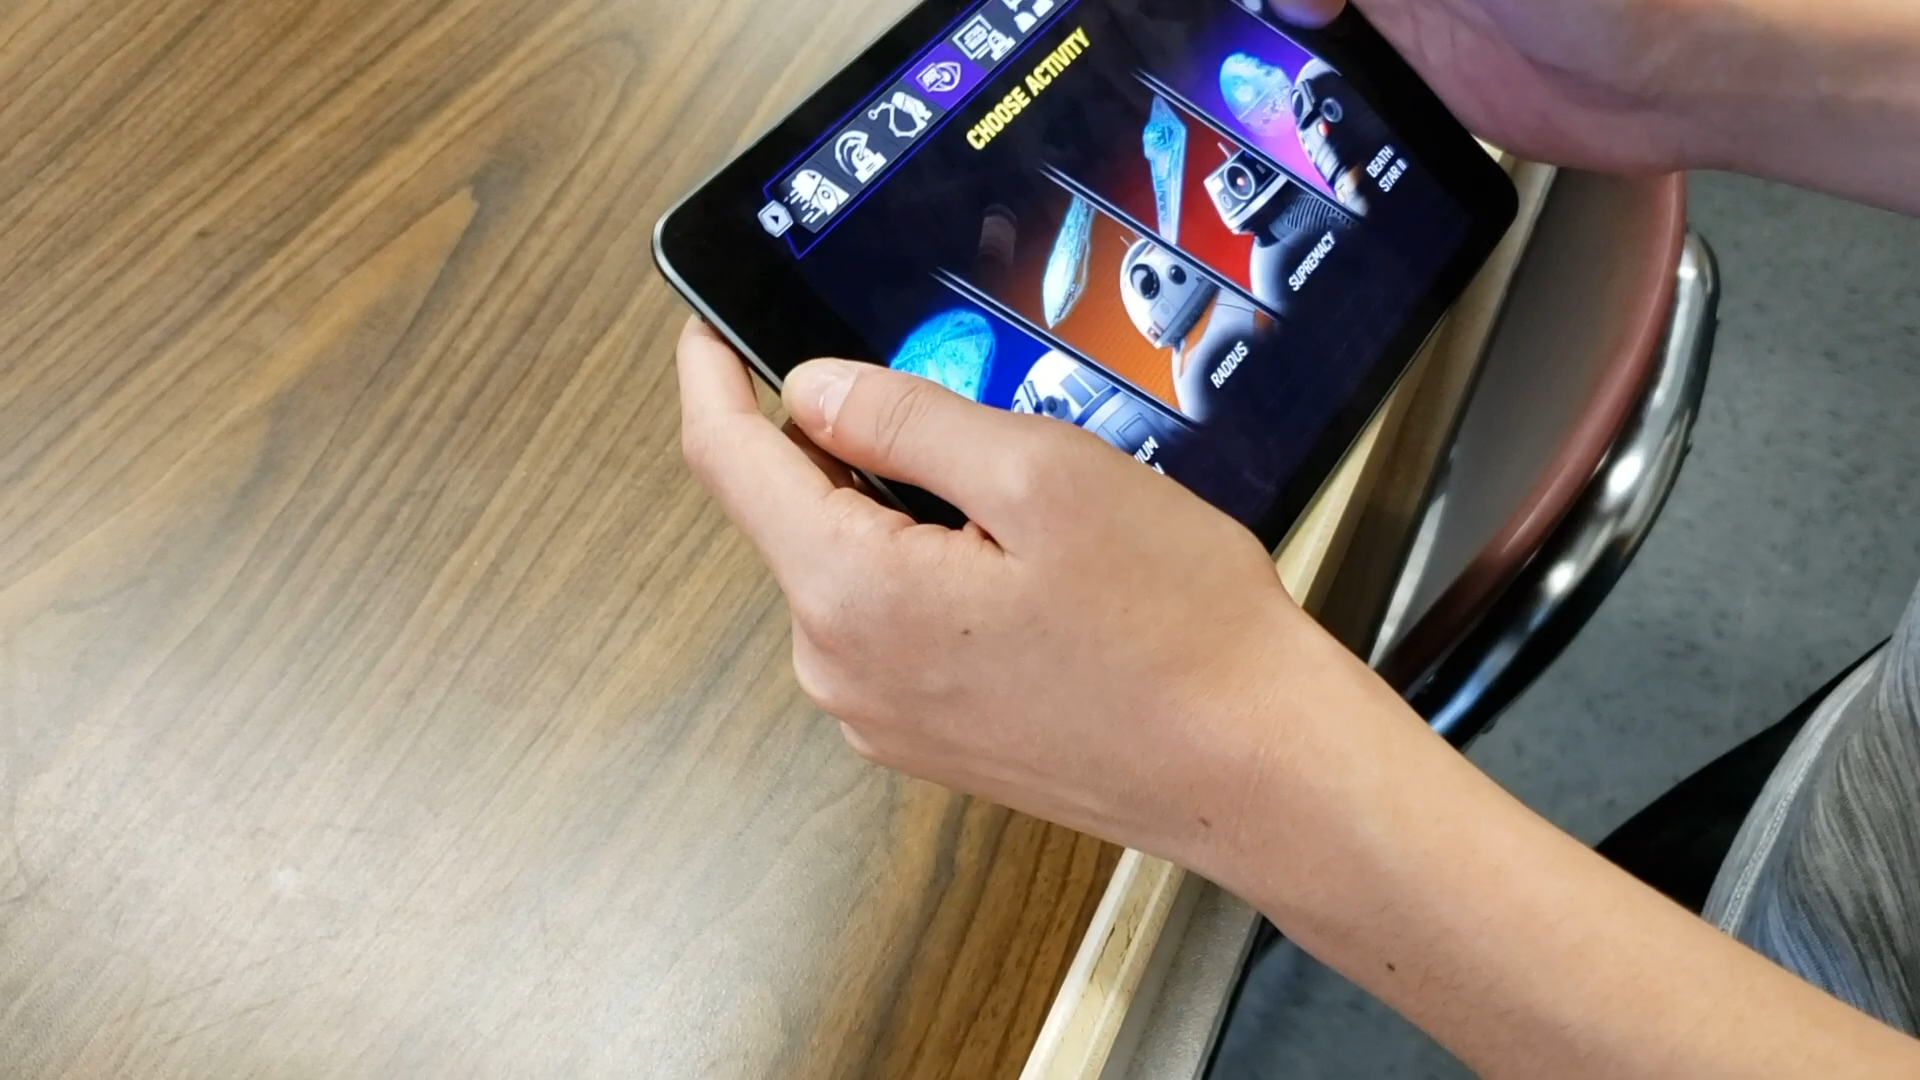 CHOOSE ACTIVITY
RADDUS
SUPREMACY
DEATH
STAR II